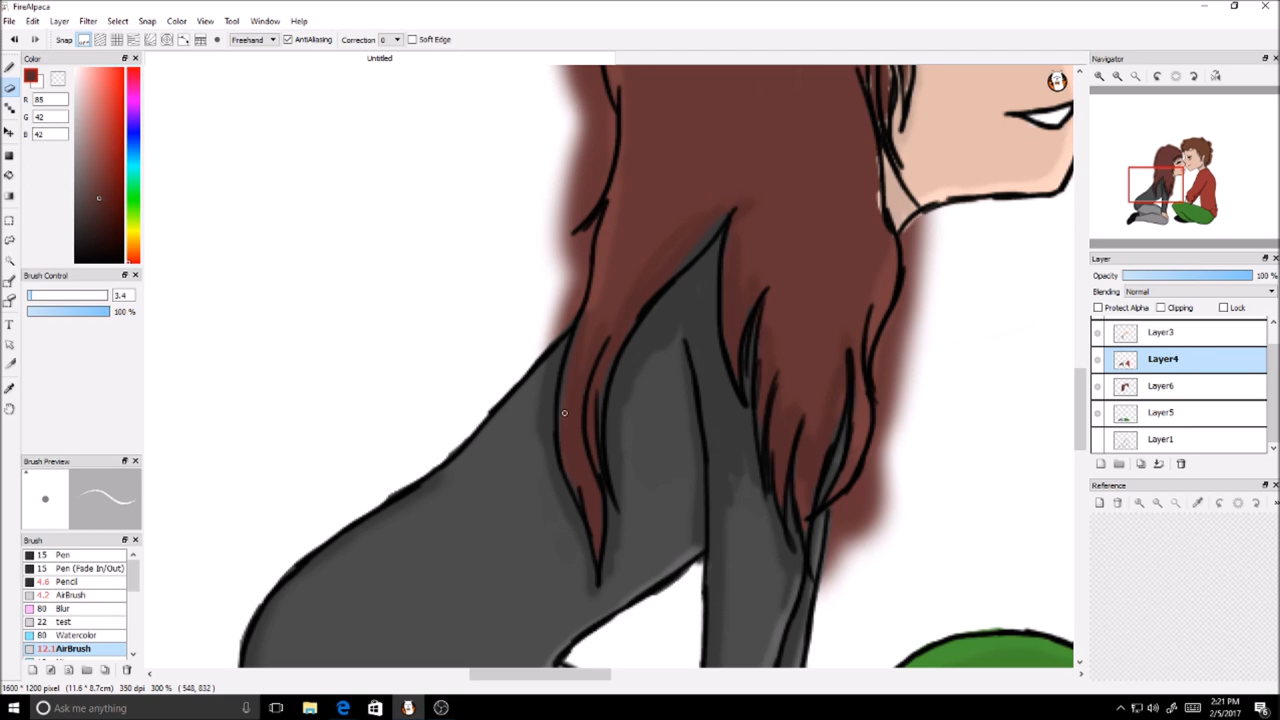 FireAlpaca
File Edit Layer Filter Select Snap Color View Tool Window Help
Snap off Freehand AntiAliasing Correction 0 Soft Edge
Color
Untitled
Navigator
R 85
G 42
B 42
Brush Control
3.4
100 %
Layer
Opacity 100 %
Blending Normal
Protect Alpha Clipping Lock
Layer3
Layer4
Layer6
Layer5
Layer1
Brush Preview
Reference
Brush
15 Pen
15 Pen (Fade In/Out)
4.6 Pencil
4.2 AirBrush
80 Blur
22 test
80 Watercolor
12.1 AirBrush
1600 * 1200 pixel (11.6 * 8.7cm) 350 dpi 300 % ( 548, 832 )
Ask me anything
2:21 PM
2/5/2017
6